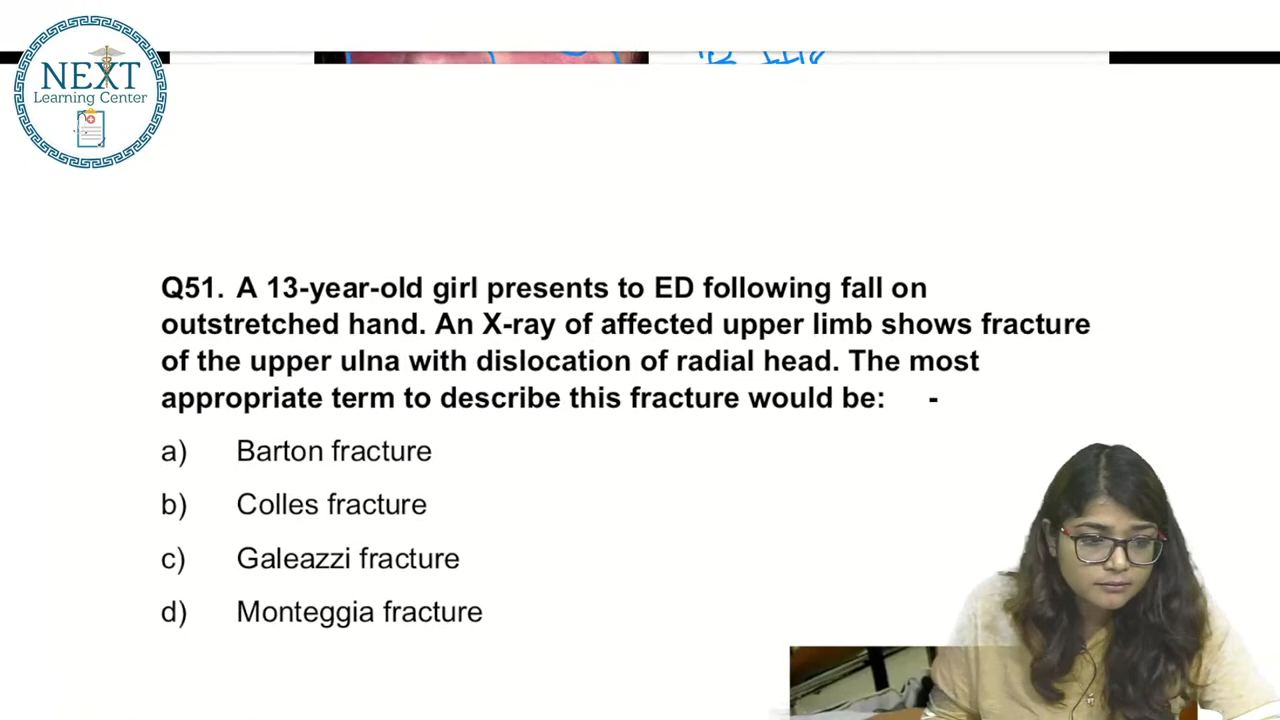 NEXT
Learning Center
Q51. A 13-year-old girl presents to ED following fall on
outstretched hand. An X-ray of affected upper limb shows fracture
of the upper ulna with dislocation of radial head. The most
appropriate term to describe this fracture would be: -
a) Barton fracture
b) Colles fracture
c) Galeazzi fracture
d) Monteggia fracture